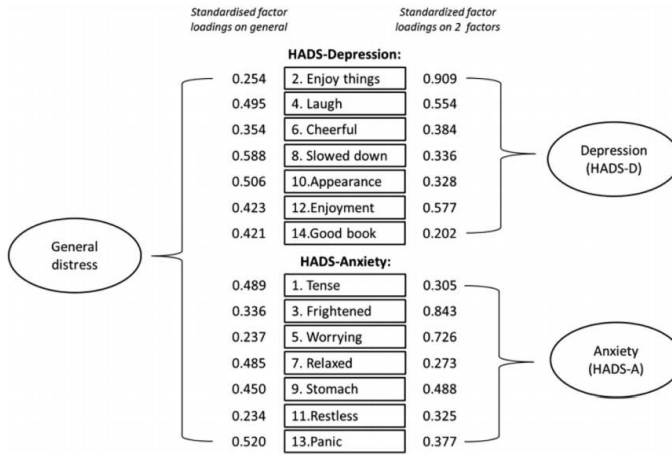 Standardised factor
loadings on general
Standardized factor
loadings on 2 factors
HADS-Depression:
0.254 2. Enjoy things 0.909
0.495 4. Laugh 0.554
0.354 6. Cheerful 0.384
0.588 8. Slowed down 0.336
0.506 10.Appearance 0.328
0.423 12.Enjoyment 0.577
0.421 14.Good book 0.202
Depression
(HADS-D)
General
distress
HADS-Anxiety:
0.489 1. Tense 0.305
0.336 3. Frightened 0.843
0.237 5. Worrying 0.726
0.485 7. Relaxed 0.273
0.450 9. Stomach 0.488
0.234 11.Restless 0.325
0.520 13.Panic 0.377
Anxiety
(HADS-A)